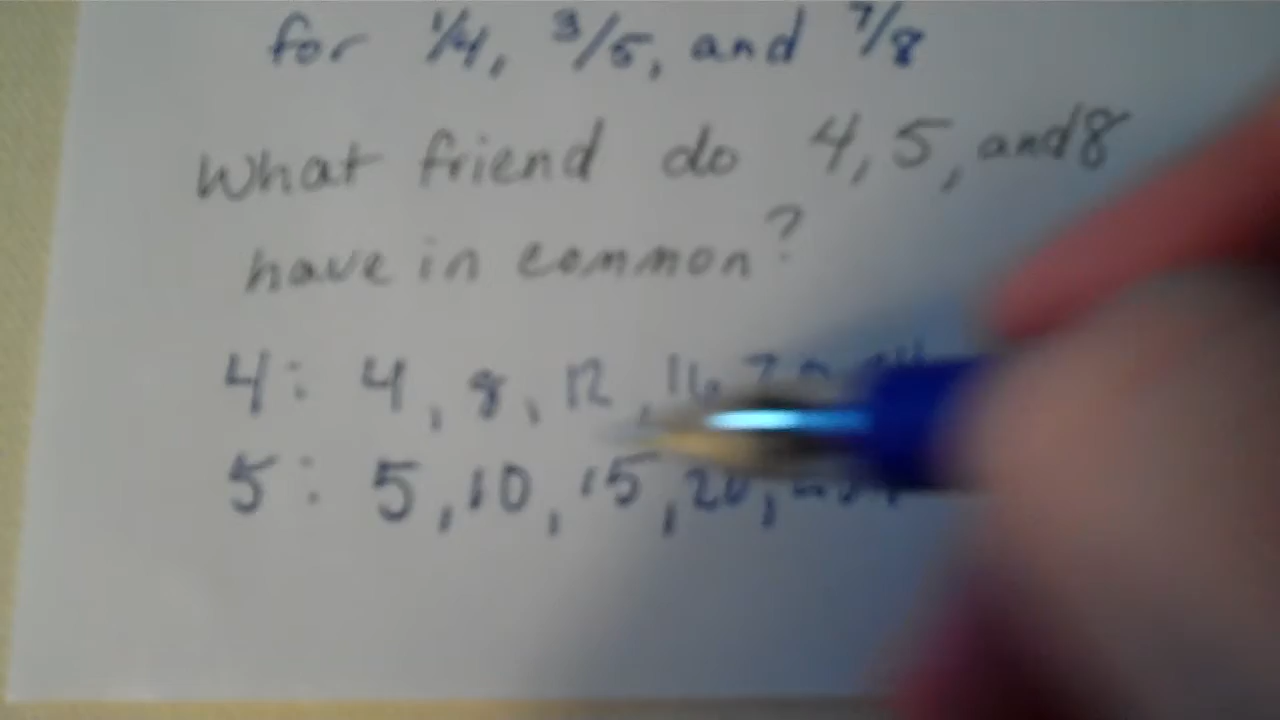 for 1/4, 3/5, and 7/8
What friend do 4, 5, and 8
have in common?
4: 4, 8, 12, 16
5: 5, 10, 15, 20,